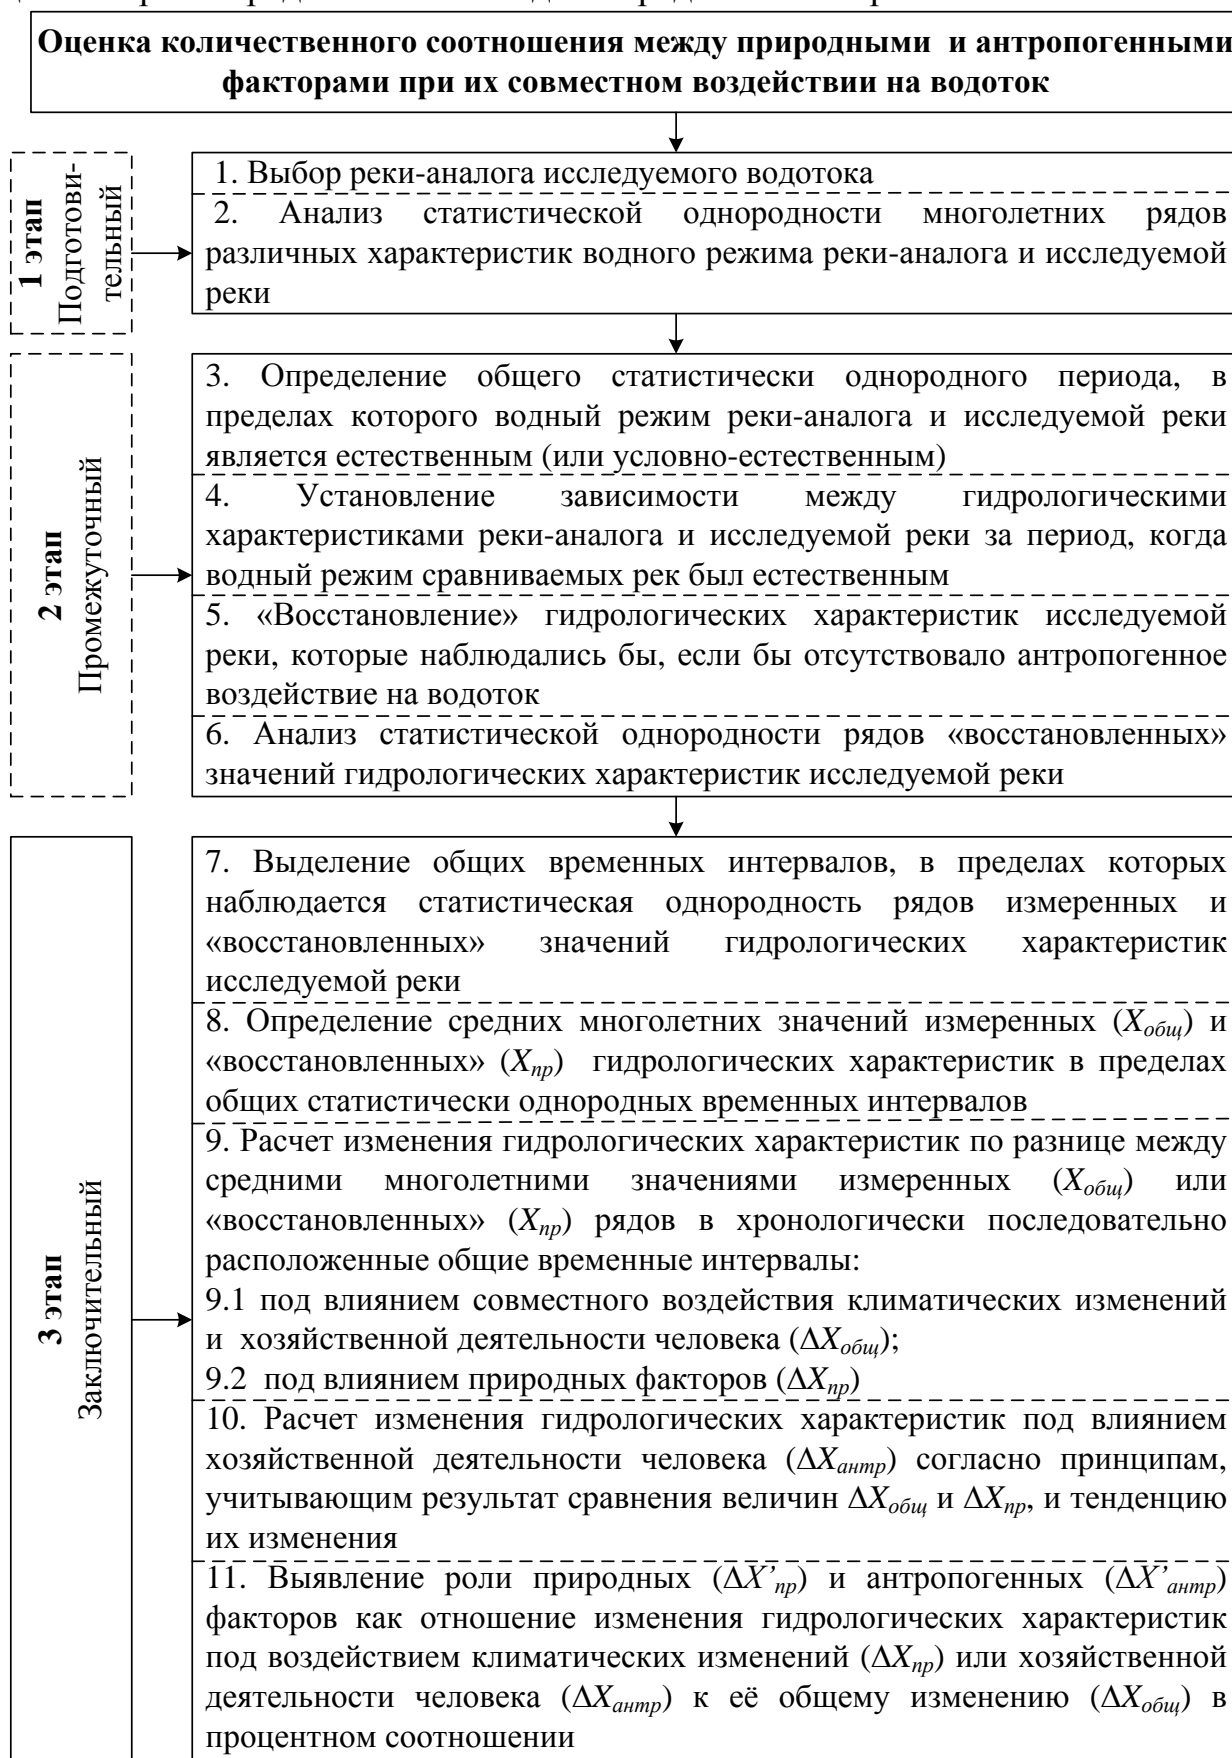 Оценка количественного соотношения между природными и антропогенными
факторами при их совместном воздействии на водоток
1 этап
Подготови-
тельный
1. Выбор реки-аналога исследуемого водотока
2. Анализ статистической однородности многолетних рядов
различных характеристик водного режима реки-аналога и исследуемой
реки
2 этап
Промежуточный
3. Определение общего статистически однородного периода, в
пределах которого водный режим реки-аналога и исследуемой реки
является естественным (или условно-естественным)
4. Установление зависимости между гидрологическими
характеристиками реки-аналога и исследуемой реки за период, когда
водный режим сравниваемых рек был естественным
5. «Восстановление» гидрологических характеристик исследуемой
реки, которые наблюдались бы, если бы отсутствовало антропогенное
воздействие на водоток
6. Анализ статистической однородности рядов «восстановленных»
значений гидрологических характеристик исследуемой реки
3 этап
Заключительный
7. Выделение общих временных интервалов, в пределах которых
наблюдается статистическая однородность рядов измеренных и
«восстановленных» значений гидрологических характеристик
исследуемой реки
8. Определение средних многолетних значений измеренных (Xобщ) и
«восстановленных» (Xпр) гидрологических характеристик в пределах
общих статистически однородных временных интервалов
9. Расчет изменения гидрологических характеристик по разнице между
средними многолетними значениями измеренных (Xобщ) или
«восстановленных» (Xпр) рядов в хронологически последовательно
расположенные общие временные интервалы:
9.1 под влиянием совместного воздействия климатических изменений
и хозяйственной деятельности человека (ΔXобщ);
9.2 под влиянием природных факторов (ΔXпр)
10. Расчет изменения гидрологических характеристик под влиянием
хозяйственной деятельности человека (ΔXантр) согласно принципам,
учитывающим результат сравнения величин ΔXобщ и ΔXпр, и тенденцию
их изменения
11. Выявление роли природных (ΔX’пр) и антропогенных (ΔX’антр)
факторов как отношение изменения гидрологических характеристик
под воздействием климатических изменений (ΔXпр) или хозяйственной
деятельности человека (ΔXантр) к её общему изменению (ΔXобщ) в
процентном соотношении